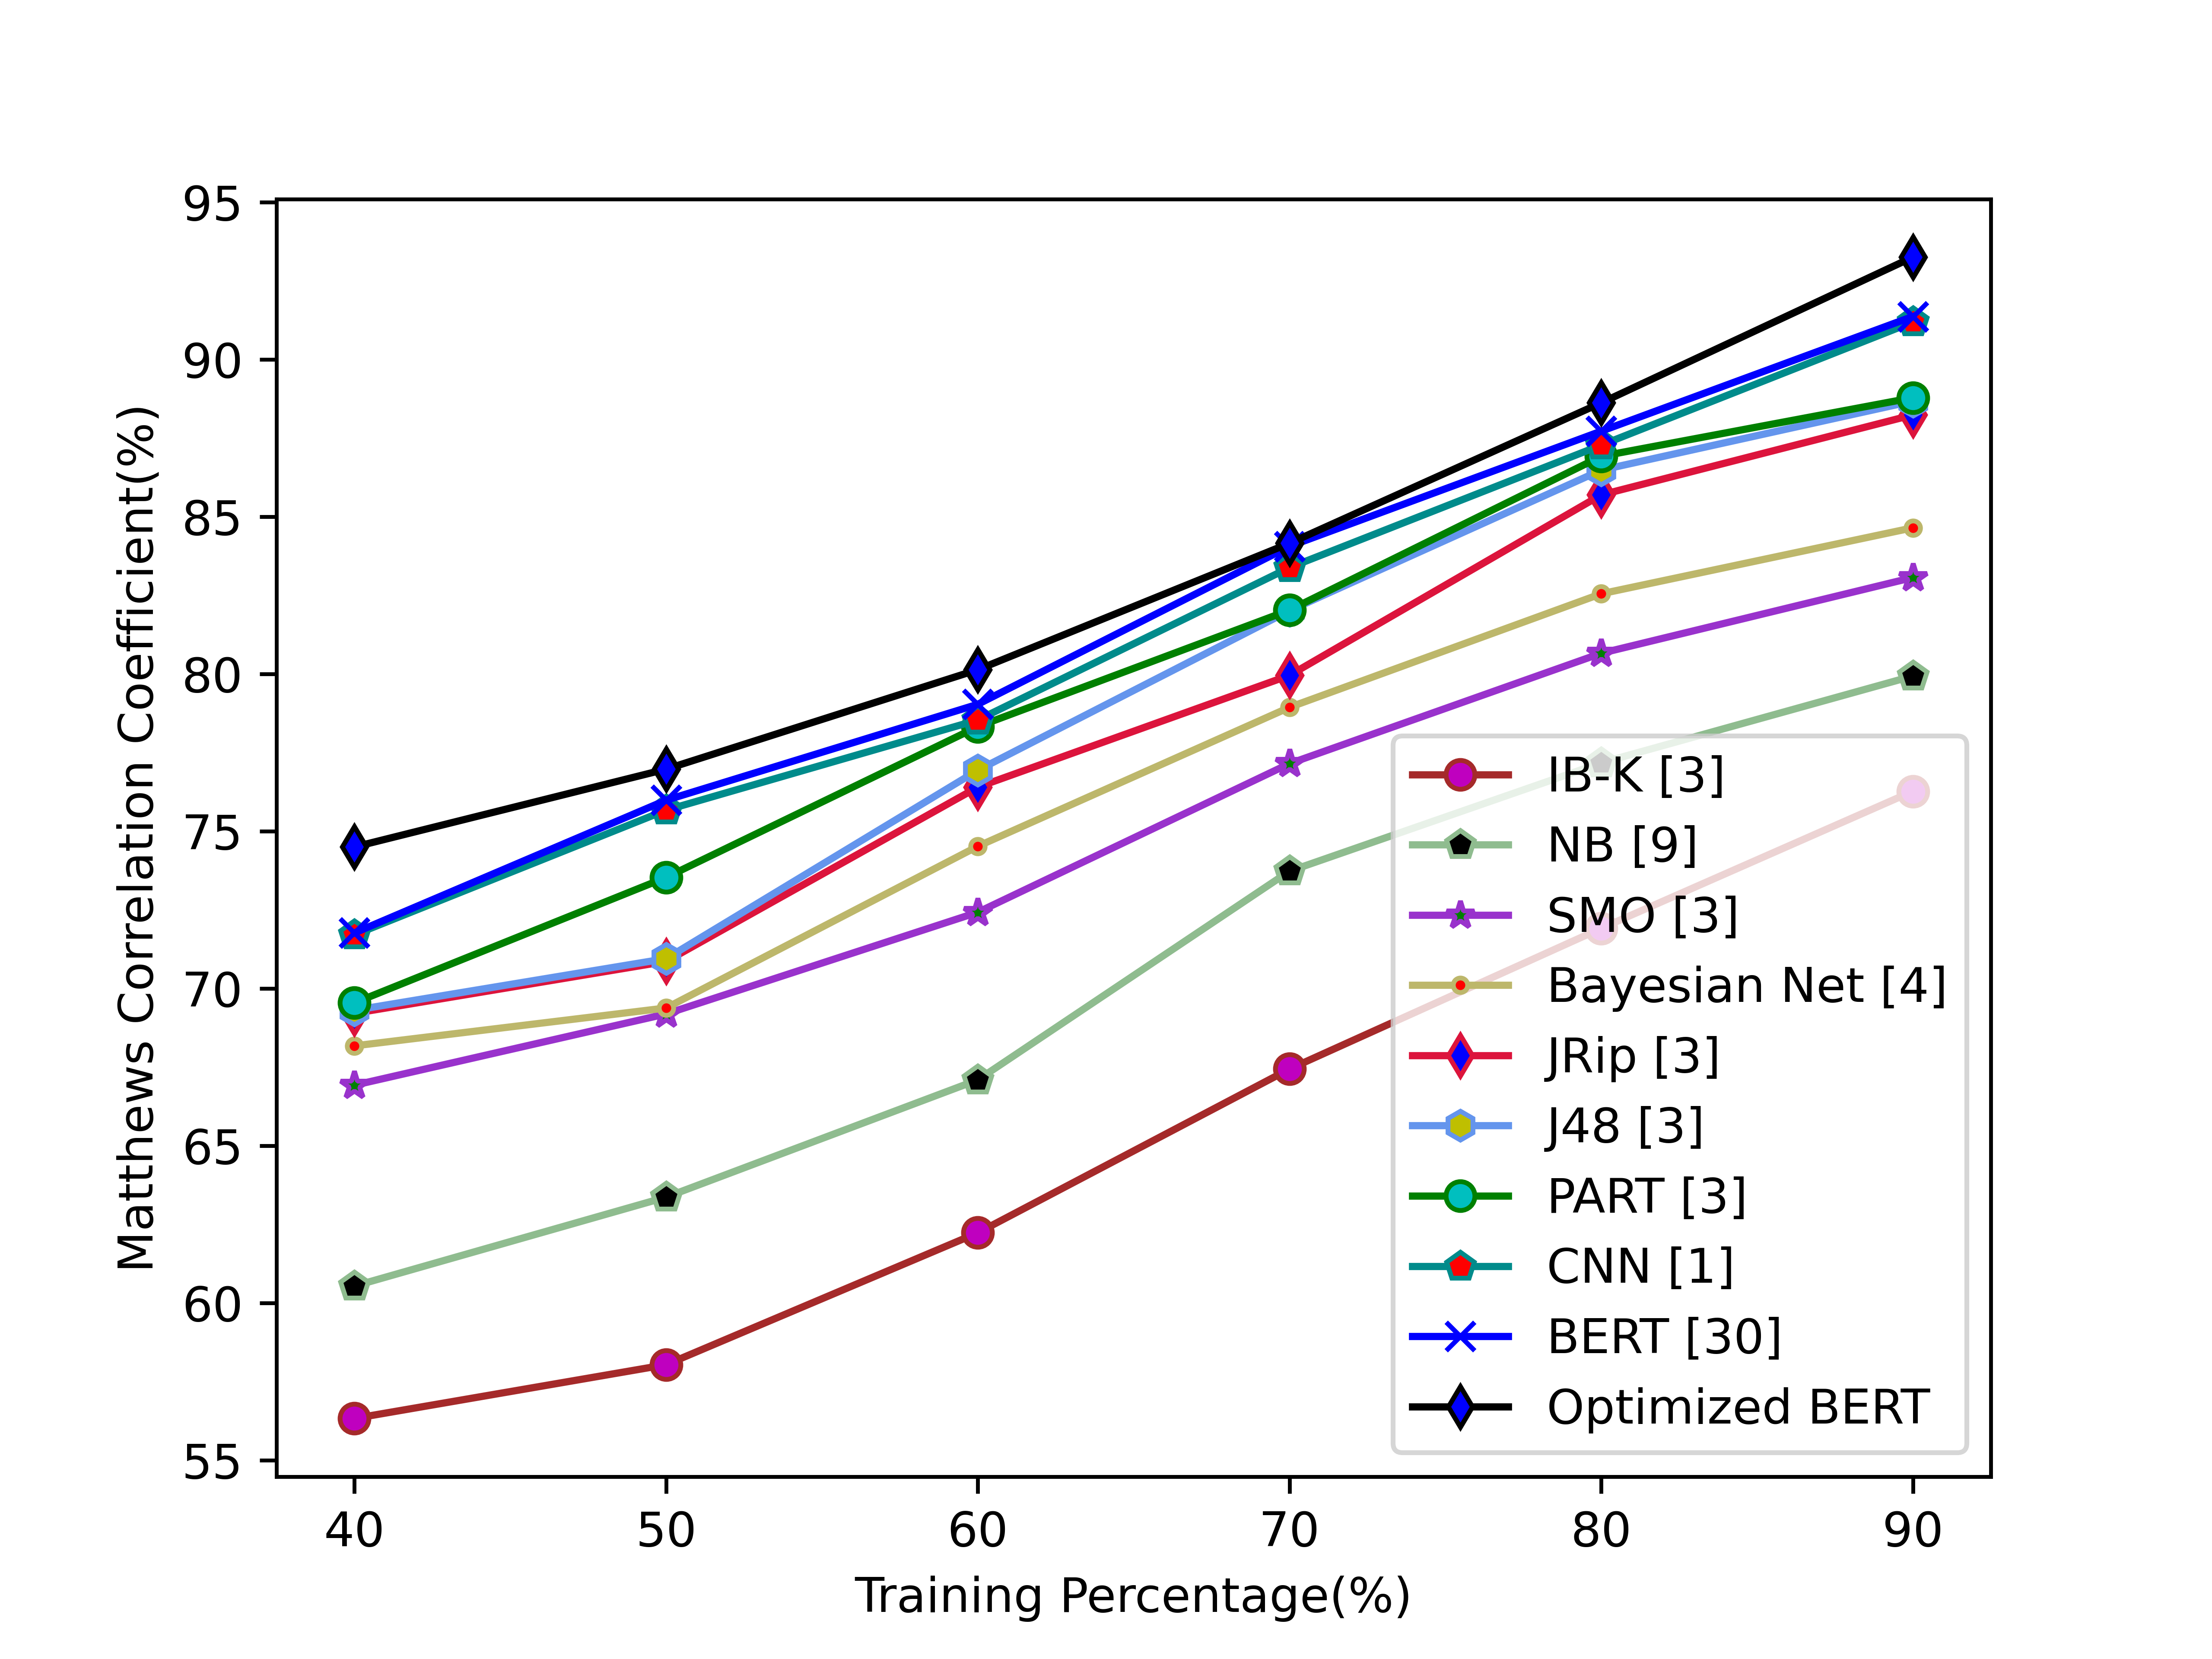 95
90
85
80
75
70
65
60
55
Matthews Correlation Coefficient(%)
40 50 60 70 80 90
Training Percentage(%)
IB-K [3]
NB [9]
SMO [3]
Bayesian Net [4]
JRip [3]
J48 [3]
PART [3]
CNN [1]
BERT [30]
Optimized BERT